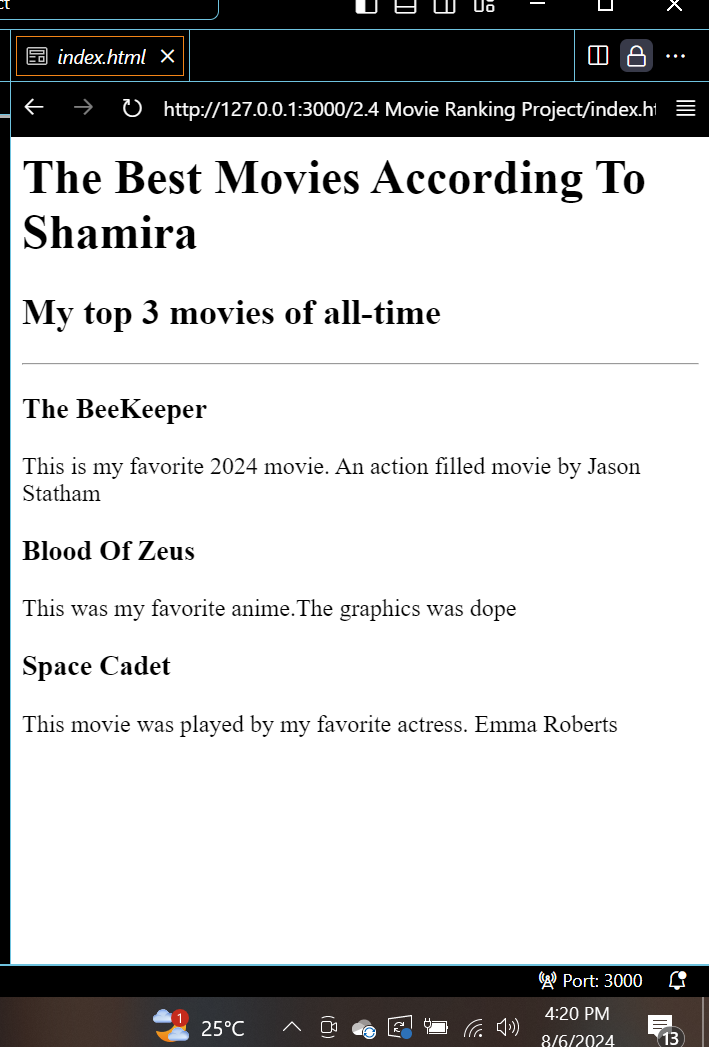 ct
index.html
http://127.0.0.1:3000/2.4 Movie Ranking Project/index.ht
The Best Movies According To
Shamira
My top 3 movies of all-time
The BeeKeeper
This is my favorite 2024 movie. An action filled movie by Jason
Statham
Blood Of Zeus
This was my favorite anime.The graphics was dope
Space Cadet
This movie was played by my favorite actress. Emma Roberts
Port: 3000
1
25°C
4:20 PM
8/6/2024
13